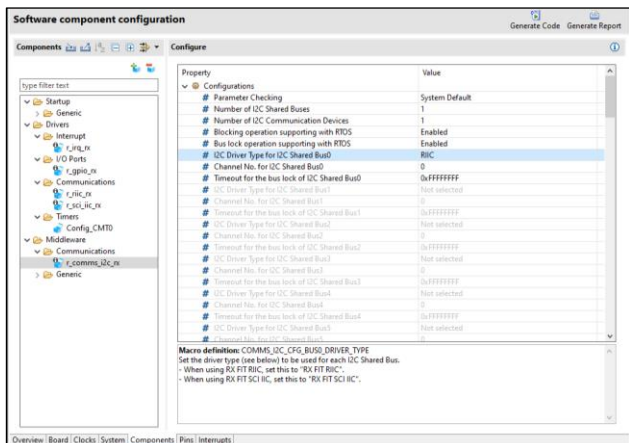 Software component configuration
Generate Code Generate Report
Components
Configure
type filter text
Startup
Generic
Drivers
Interrupt
r_irq_rx
I/O Ports
r_gpio_rx
Communications
r_riic_rx
r_sci_iic_rx
Timers
Config_CMT0
Middleware
Communications
r_comms_i2c_rx
Generic
Property Value
Configurations
# Parameter Checking System Default
# Number of I2C Shared Buses 1
# Number of I2C Communication Devices 1
# Blocking operation supporting with RTOS Enabled
# Bus lock operation supporting with RTOS Enabled
# I2C Driver Type for I2C Shared Bus0 RIIC
# Channel No. for I2C Shared Bus0 0
# Timeout for the bus lock of I2C Shared Bus0 0xFFFFFFFF
# I2C Driver Type for I2C Shared Bus1 Not selected
# Channel No. for I2C Shared Bus1 0
# Timeout for the bus lock of I2C Shared Bus1 0xFFFFFFFF
# I2C Driver Type for I2C Shared Bus2 Not selected
# Channel No. for I2C Shared Bus2 0
# Timeout for the bus lock of I2C Shared Bus2 0xFFFFFFFF
# I2C Driver Type for I2C Shared Bus3 Not selected
# Channel No. for I2C Shared Bus3 0
# Timeout for the bus lock of I2C Shared Bus3 0xFFFFFFFF
# I2C Driver Type for I2C Shared Bus4 Not selected
# Channel No. for I2C Shared Bus4 0
# Timeout for the bus lock of I2C Shared Bus4 0xFFFFFFFF
# I2C Driver Type for I2C Shared Bus5 Not selected
# Channel No. for I2C Shared Bus5 0
Macro definition: COMMS_I2C_CFG_BUS0_DRIVER_TYPE
Set the driver type (see below) to be used for each I2C Shared Bus.
- When using RX FIT RIIC, set this to "RX FIT RIIC".
- When using RX FIT SCI IIC, set this to "RX FIT SCI IIC".
Overview Board Clocks System Components Pins Interrupts